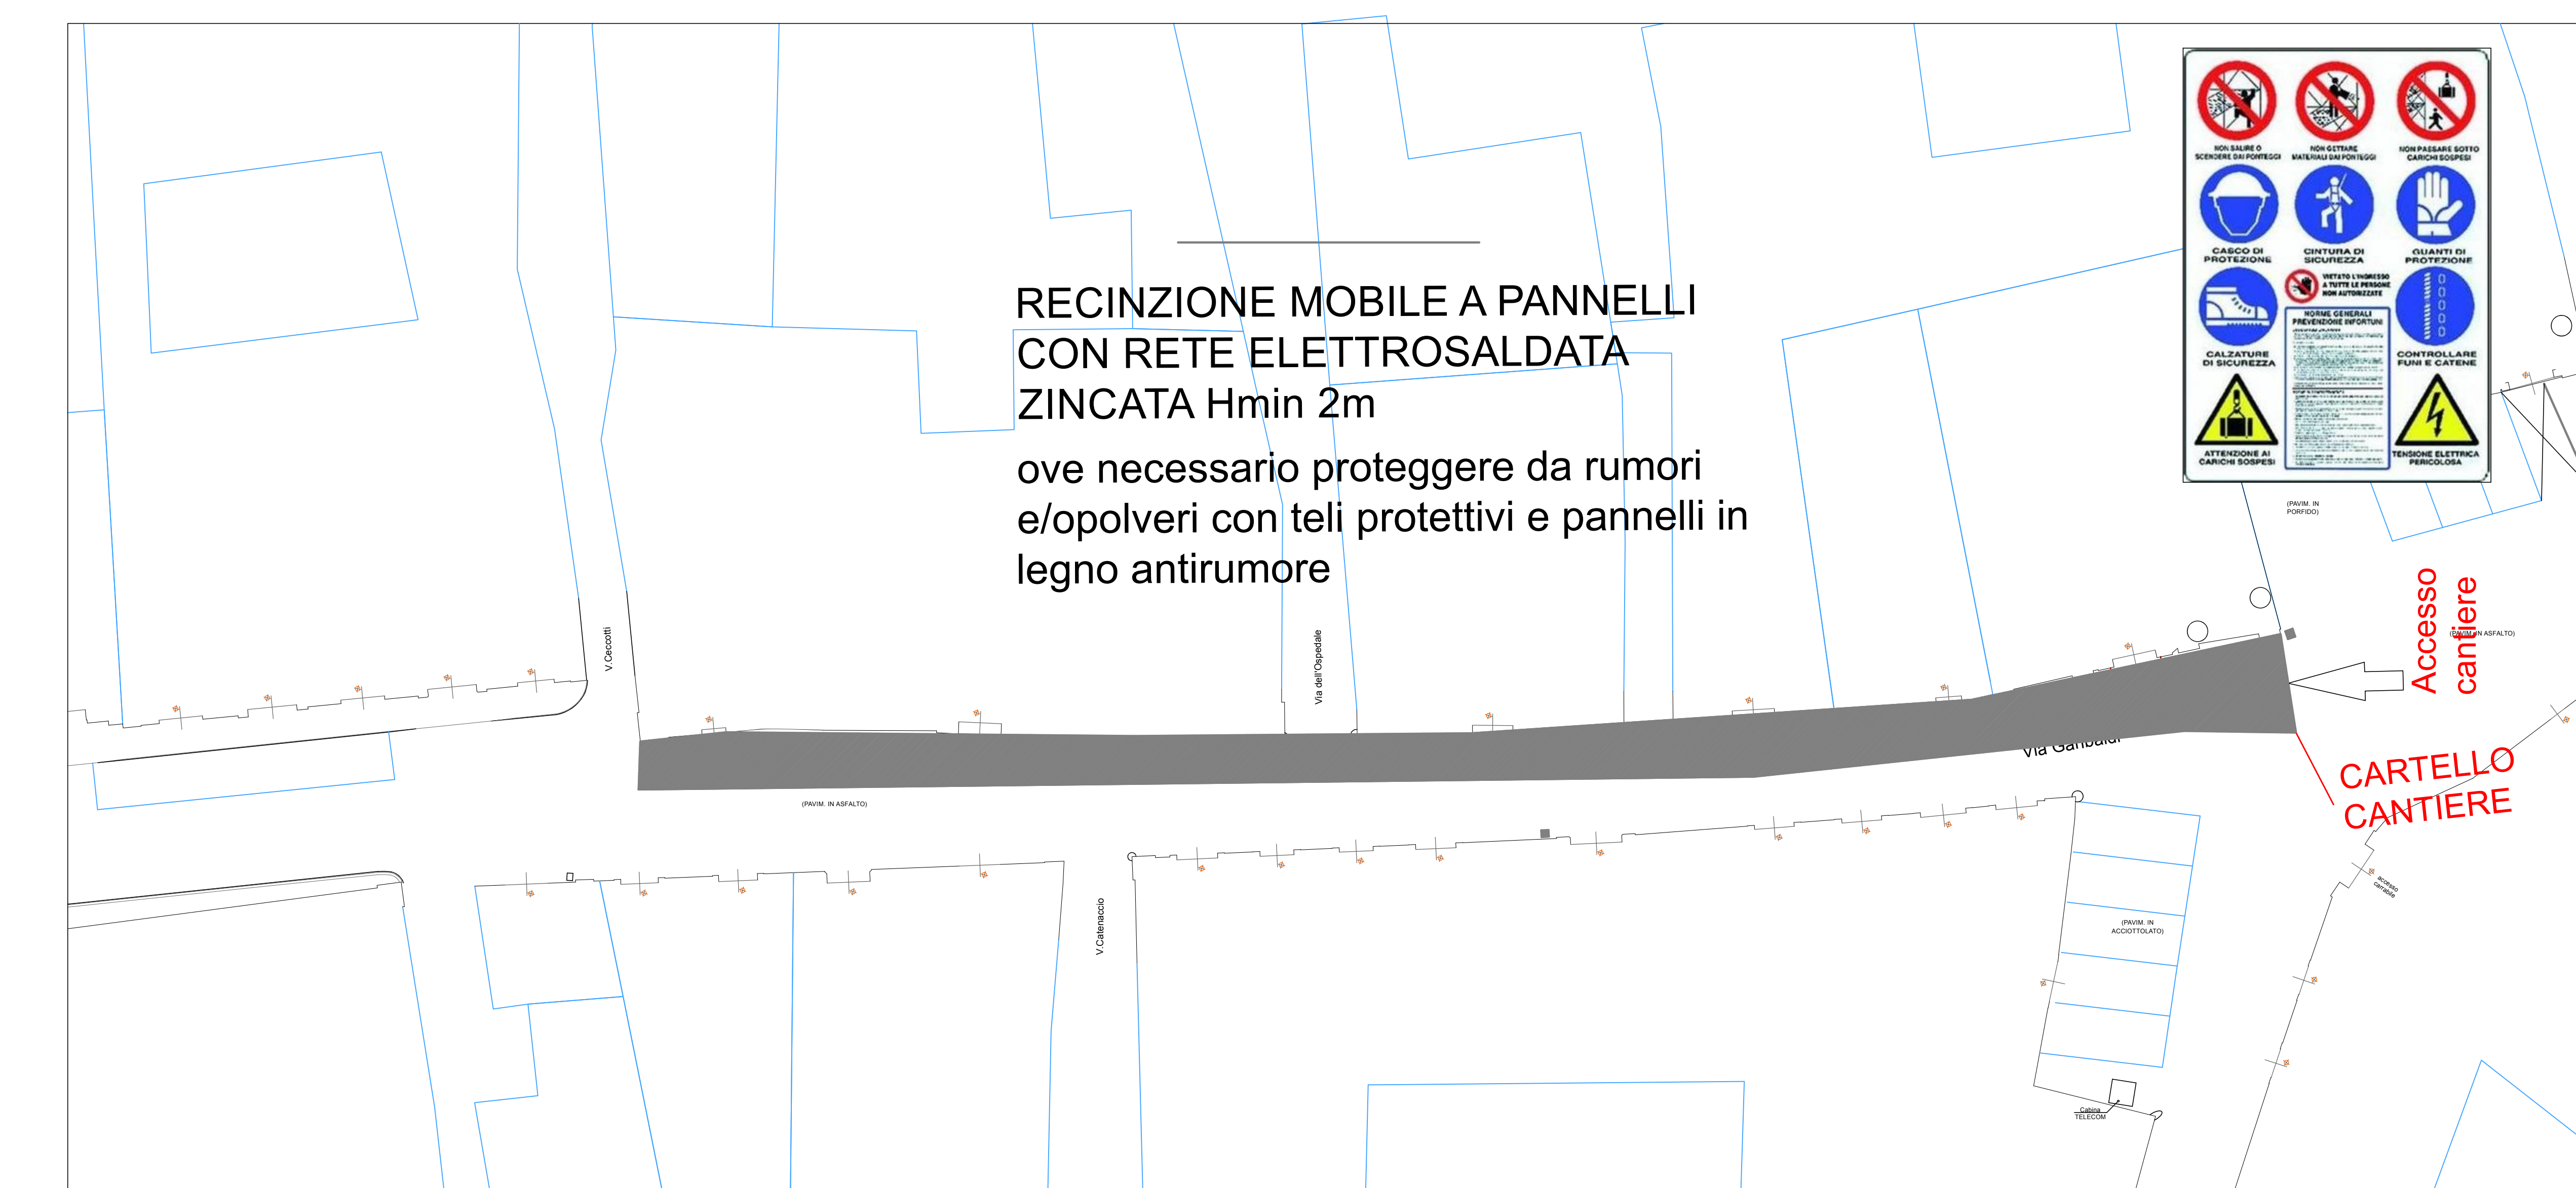 RECINZIONE MOBILE A PANNELLI
CON RETE ELETTROSALDATA
ZINCATA Hmin 2m
ove necessario proteggere da rumori
e/opolveri con teli protettivi e pannelli in
legno antirumore
NON SALIRE O
SCENDERE DAI PONTEGGI
NON GETTARE
MATERIALI DAI PONTEGGI
NON PASSARE SOTTO
CARICHI SOSPESI
CASCO DI
PROTEZIONE
CINTURA DI
SICUREZZA
GUANTI DI
PROTEZIONE
VIETATO L'INGRESSO
A TUTTE LE PERSONE
NON AUTORIZZATE
NORME GENERALI
PREVENZIONE INFORTUNI
CALZATURE
DI SICUREZZA
CONTROLLARE
FUNI E CATENE
ATTENZIONE AI
CARICHI SOSPESI
TENSIONE ELETTRICA
PERICOLOSA
(PAVIM. IN
PORFIDO)
Accesso
cantiere
(PAVIM. IN ASFALTO)
V.Ceccotti
Via dell'Ospedale
Via Garibaldi
CARTELLO
CANTIERE
(PAVIM. IN ASFALTO)
V.Catenaccio
accesso
carrabile
(PAVIM. IN
ACCIOTTOLATO)
Cabina
TELECOM